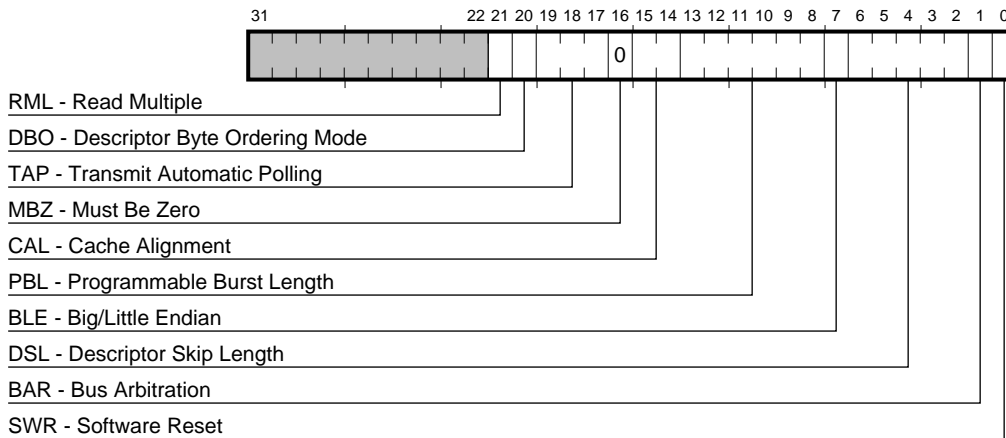 31 22 21 20 19 18 17 16 15 14 13 12 11 10 9 8 7 6 5 4 3 2 1 0
0
RML - Read Multiple
DBO - Descriptor Byte Ordering Mode
TAP - Transmit Automatic Polling
MBZ - Must Be Zero
CAL - Cache Alignment
PBL - Programmable Burst Length
BLE - Big/Little Endian
DSL - Descriptor Skip Length
BAR - Bus Arbitration
SWR - Software Reset